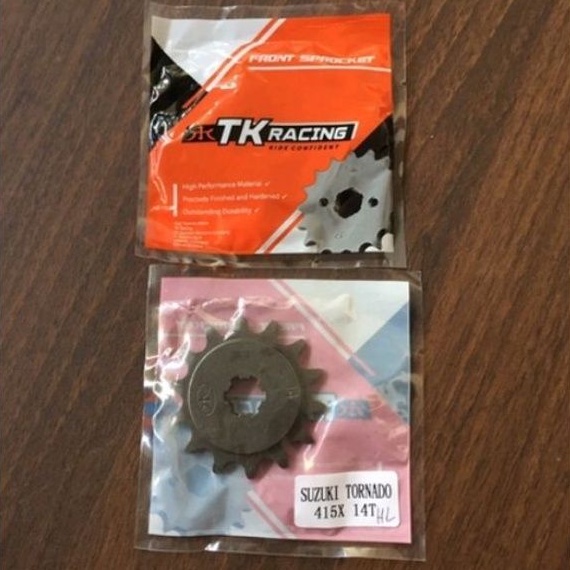 FRONT SPROCKET
TK RACING
RIDE CONFIDENT
High Performance Material ✓
Precisely Finished and Hardened ✓
Outstanding Durability ✓
SUZUKI TORNADO
415X 14T HL